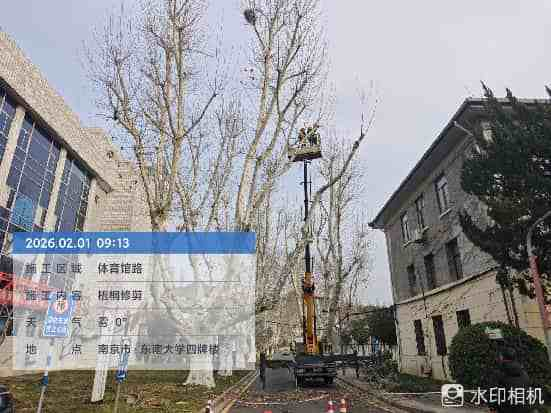 2026.02.01 09:13
施工区域 体育馆路
施工内容 梧桐修剪
天气 雾 0°
地点 南京市·东南大学四牌楼
水印相机